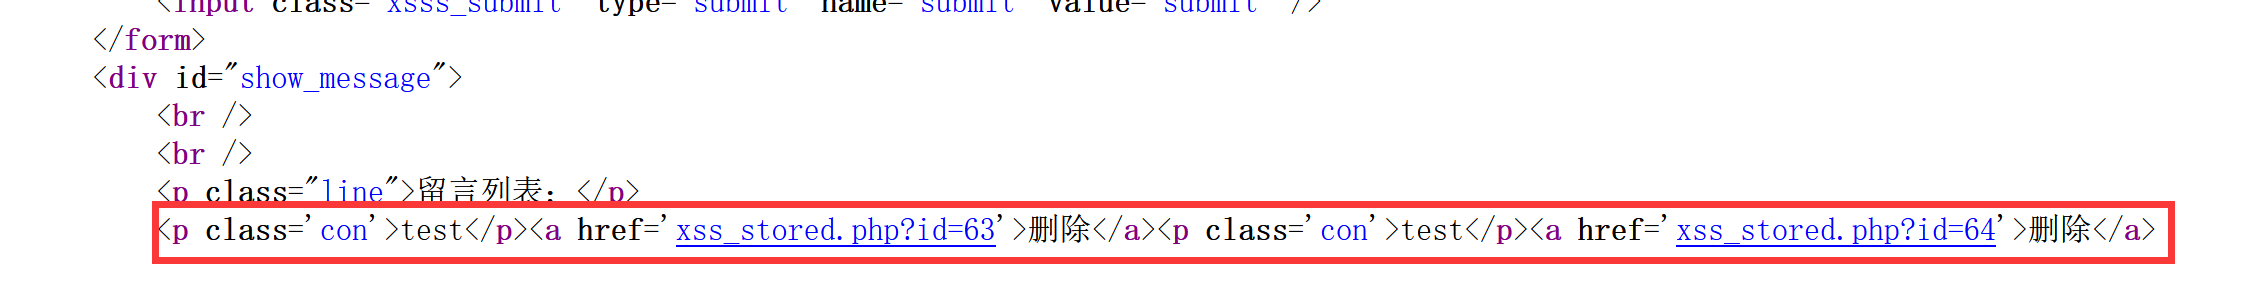 <input class="xsss_submit" type="submit" name="submit" value="submit" />
</form>
<div id="show_message">
<br />
<br />
<p class="line">留言列表：</p>
<p class='con'>test</p><a href='xss_stored.php?id=63'>删除</a><p class='con'>test</p><a href='xss_stored.php?id=64'>删除</a>